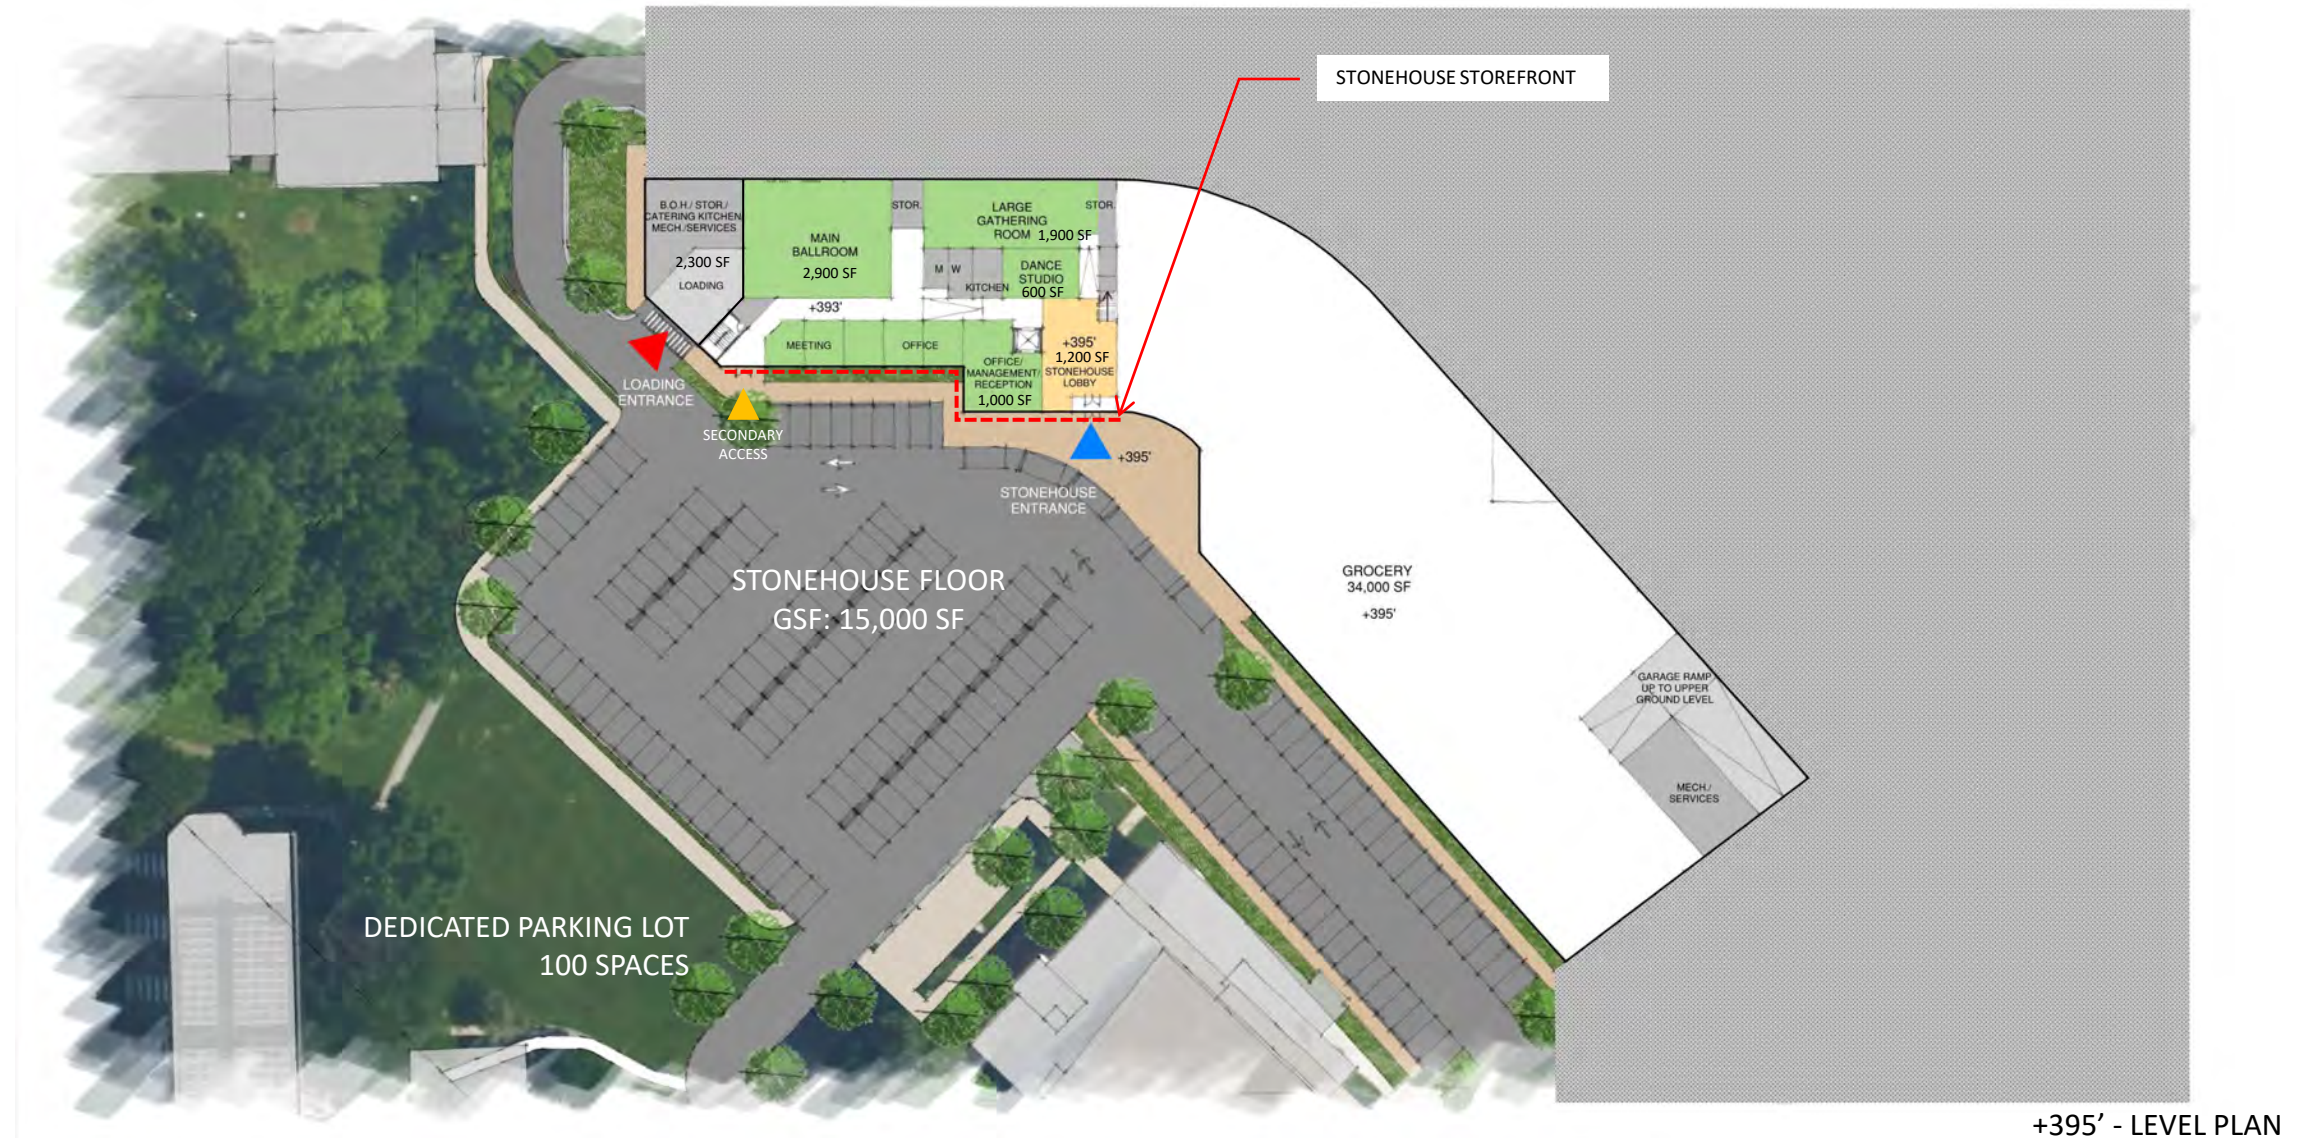 STONEHOUSE STOREFRONT
B.O.H./ STOR./
CATERING KITCHEN
MECH./SERVICES
2,300 SF
LOADING
MAIN
BALLROOM
2,900 SF
STOR.
LARGE
GATHERING
ROOM 1,900 SF
STOR.
M W
KITCHEN
DANCE
STUDIO
600 SF
+393'
MEETING
OFFICE
OFFICE/
MANAGEMENT/
RECEPTION
1,000 SF
+395'
1,200 SF
STONEHOUSE
LOBBY
LOADING
ENTRANCE
SECONDARY
ACCESS
+395'
STONEHOUSE
ENTRANCE
STONEHOUSE FLOOR
GSF: 15,000 SF
GROCERY
34,000 SF
+395'
GARAGE RAMP
UP TO UPPER
GROUND LEVEL
MECH./
SERVICES
DEDICATED PARKING LOT
100 SPACES
+395’ - LEVEL PLAN